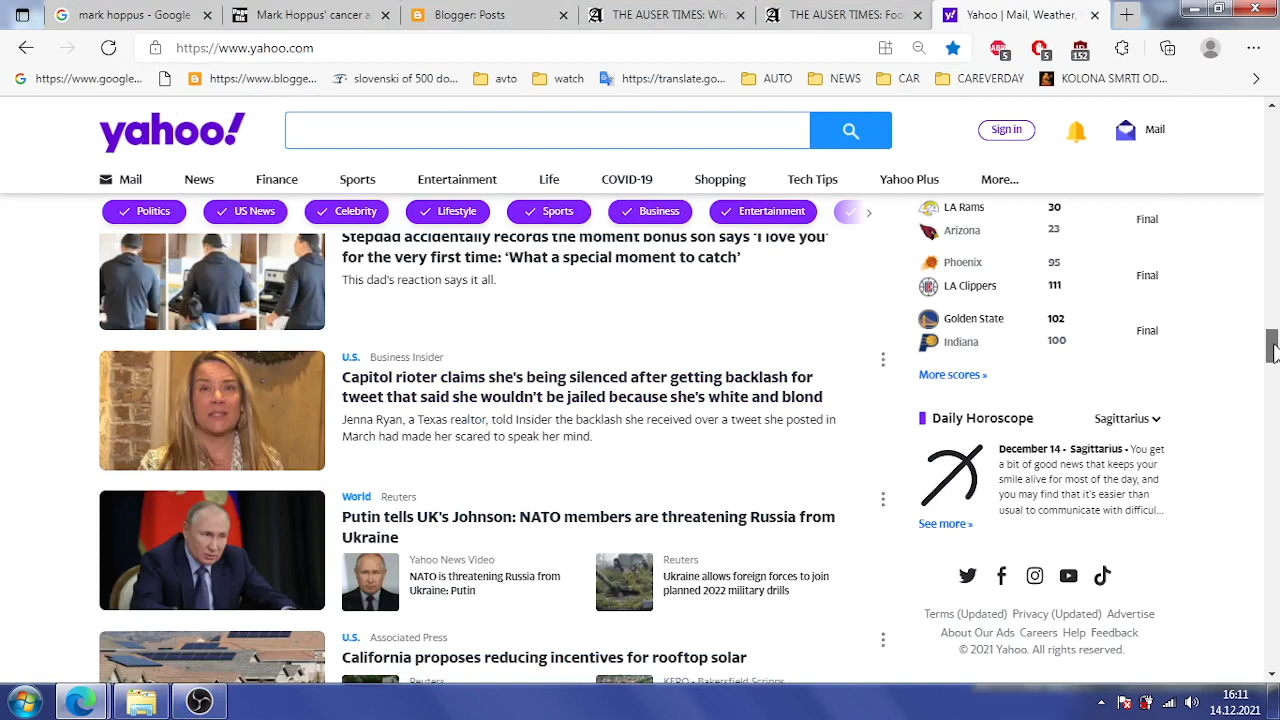 mark hoppus - Google
mark hoppus Cel
Blogger: Posts
THE AUSER TIMES: Wh
THE AUSER TIMES: Foo
Yahoo | Mail, Weather,
https://www.yahoo.com
5
5
152
https://www.google...
https://www.blogge...
slovenski of 500 do...
avto
watch
https://translate.go...
AUTO
NEWS
CAR
CAREVERDAY
KOLONA SMRTI OD...
yahoo!
Sign in
Mail
Mail
News
Finance
Sports
Entertainment
Life
COVID-19
Shopping
Tech Tips
Yahoo Plus
More...
Politics
US News
Celebrity
Lifestyle
Sports
Business
Entertainment
Stepdad accidentally records the moment bonus son says 'I love you'
for the very first time: ‘What a special moment to catch’
This dad's reaction says it all.
U.S. Business Insider
Capitol rioter claims she's being silenced after getting backlash for
tweet that said she wouldn't be jailed because she's white and blond
Jenna Ryan, a Texas realtor, told Insider the backlash she received over a tweet she posted in
March had made her scared to speak her mind.
World Reuters
Putin tells UK's Johnson: NATO members are threatening Russia from
Ukraine
Yahoo News Video
NATO is threatening Russia from
Ukraine: Putin
Reuters
Ukraine allows foreign forces to join
planned 2022 military drills
U.S. Associated Press
California proposes reducing incentives for rooftop solar
Reuters
KERO - Bakersfield Scripps
LA Rams 30
Final
Arizona 23
Phoenix 95
Final
LA Clippers 111
Golden State 102
Final
Indiana 100
More scores »
Daily Horoscope
Sagittarius
December 14 - Sagittarius - You get
a bit of good news that keeps your
smile alive for most of the day, and
you may find that it's easier than
usual to communicate with difficul...
See more »
Terms (Updated) Privacy (Updated) Advertise
About Our Ads Careers Help Feedback
© 2021 Yahoo. All rights reserved.
16:11
14.12.2021